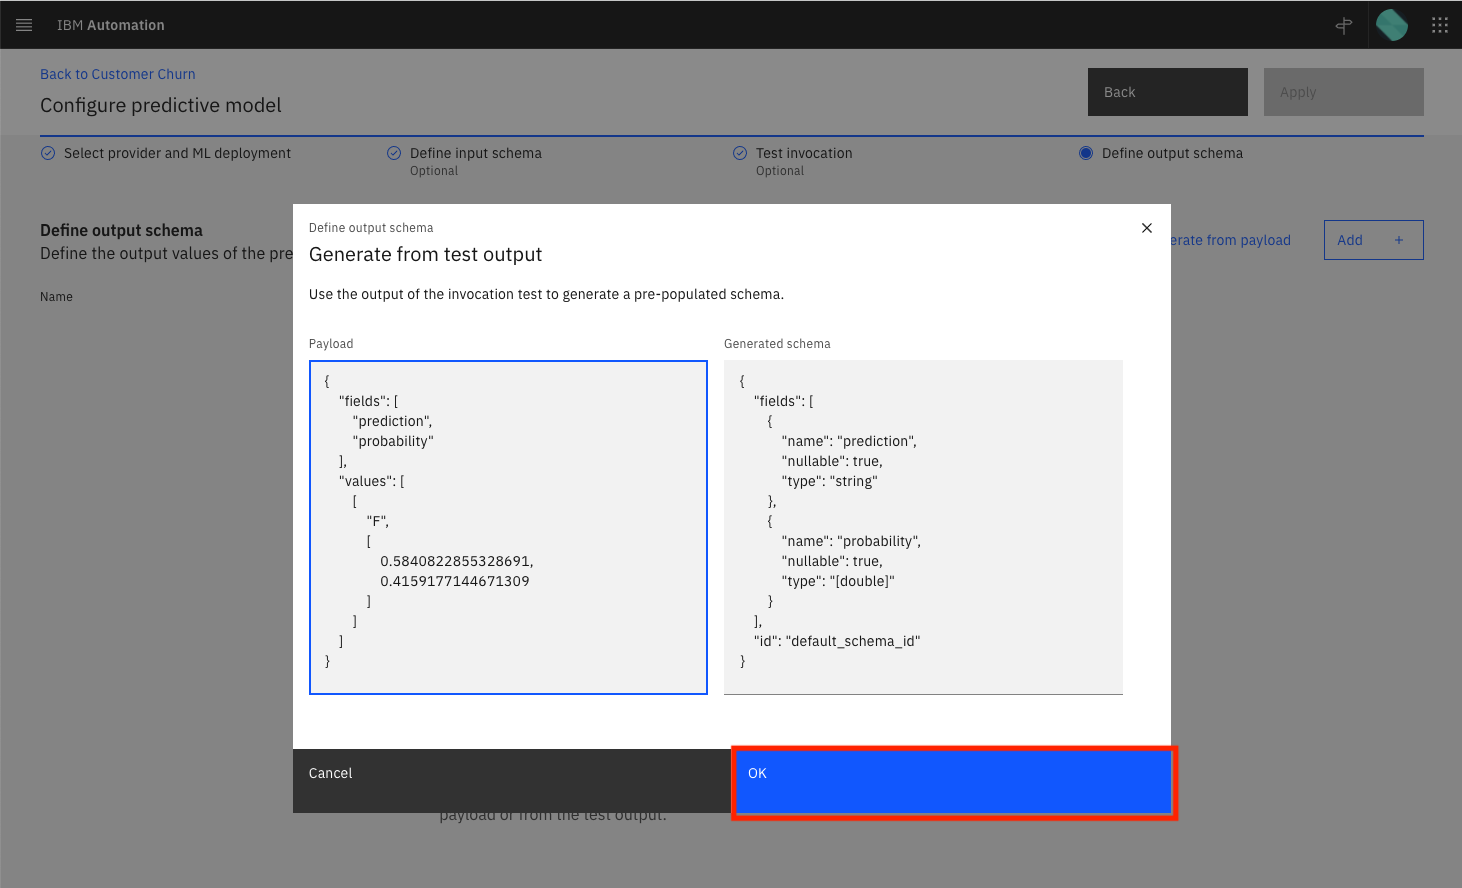 IBM Automation
Back to Customer Churn
Configure predictive model
Back
Apply
Select provider and ML deployment
Define input schema
Optional
Test invocation
Optional
Define output schema
Define output schema
Define the output values of the pre
erate from payload
Add +
Name
Define output schema
Generate from test output
Use the output of the invocation test to generate a pre-populated schema.
Payload
{
"fields": [
"prediction",
"probability"
],
"values": [
[
"F",
[
0.5840822855328691,
0.4159177144671309
]
]
]
}
Generated schema
{
"fields": [
{
"name": "prediction",
"nullable": true,
"type": "string"
},
{
"name": "probability",
"nullable": true,
"type": "[double]"
}
],
"id": "default_schema_id"
}
Cancel
OK
payload or from the test output.